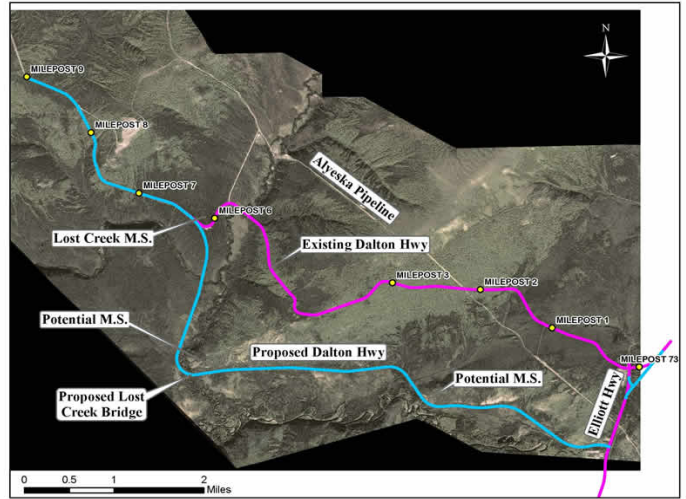 N
MILEPOST 9
MILEPOST 8
MILEPOST 7
Alyeska Pipeline
MILEPOST 6
Lost Creek M.S.
Existing Dalton Hwy
MILEPOST 3
MILEPOST 2
Potential M.S.
MILEPOST 1
Proposed Dalton Hwy
MILEPOST 73
Potential M.S.
Proposed Lost
Creek Bridge
Elliott Hwy
0 0.5 1 2
Miles